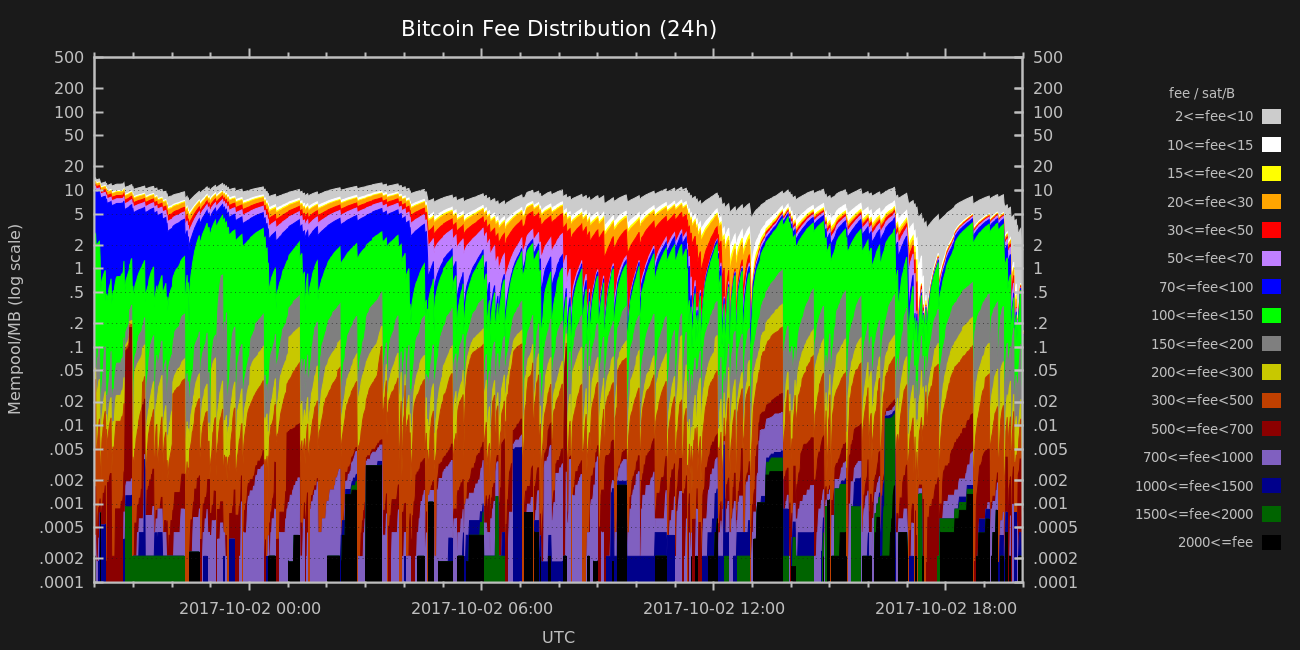 Bitcoin Fee Distribution (24h)
Mempool/MB (log scale)
500
200
100
50
20
10
5
2
1
.5
.2
.1
.05
.02
.01
.005
.002
.001
.0005
.0002
.0001
500
200
100
50
20
10
5
2
1
.5
.2
.1
.05
.02
.01
.005
.002
.001
.0005
.0002
.0001
2017-10-02 00:00
2017-10-02 06:00
2017-10-02 12:00
2017-10-02 18:00
UTC
fee / sat/B
2<=fee<10
10<=fee<15
15<=fee<20
20<=fee<30
30<=fee<50
50<=fee<70
70<=fee<100
100<=fee<150
150<=fee<200
200<=fee<300
300<=fee<500
500<=fee<700
700<=fee<1000
1000<=fee<1500
1500<=fee<2000
2000<=fee